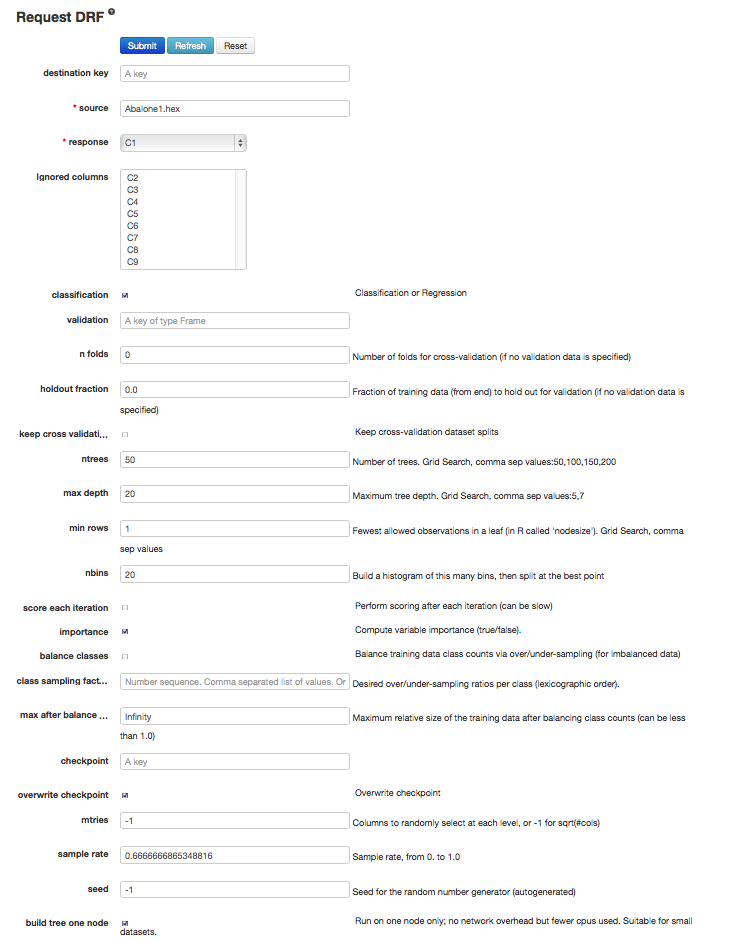 Request DRF ?
Submit Refresh Reset
destination key A key
* source Abalone1.hex
* response C1
Ignored columns C2
C3
C4
C5
C6
C7
C8
C9
classification Classification or Regression
validation A key of type Frame
n folds 0 Number of folds for cross-validation (if no validation data is specified)
holdout fraction 0.0 Fraction of training data (from end) to hold out for validation (if no validation data is
specified)
keep cross validati... Keep cross-validation dataset splits
ntrees 50 Number of trees. Grid Search, comma sep values:50,100,150,200
max depth 20 Maximum tree depth. Grid Search, comma sep values:5,7
min rows 1 Fewest allowed observations in a leaf (in R called 'nodesize'). Grid Search, comma
sep values
nbins 20 Build a histogram of this many bins, then split at the best point
score each iteration Perform scoring after each iteration (can be slow)
importance Compute variable importance (true/false).
balance classes Balance training data class counts via over/under-sampling (for imbalanced data)
class sampling fact... Number sequence. Comma separated list of values. Or Desired over/under-sampling ratios per class (lexicographic order).
max after balance ... Infinity Maximum relative size of the training data after balancing class counts (can be less
than 1.0)
checkpoint A key
overwrite checkpoint Overwrite checkpoint
mtries -1 Columns to randomly select at each level, or -1 for sqrt(#cols)
sample rate 0.6666666865348816 Sample rate, from 0. to 1.0
seed -1 Seed for the random number generator (autogenerated)
build tree one node Run on one node only; no network overhead but fewer cpus used. Suitable for small
datasets.